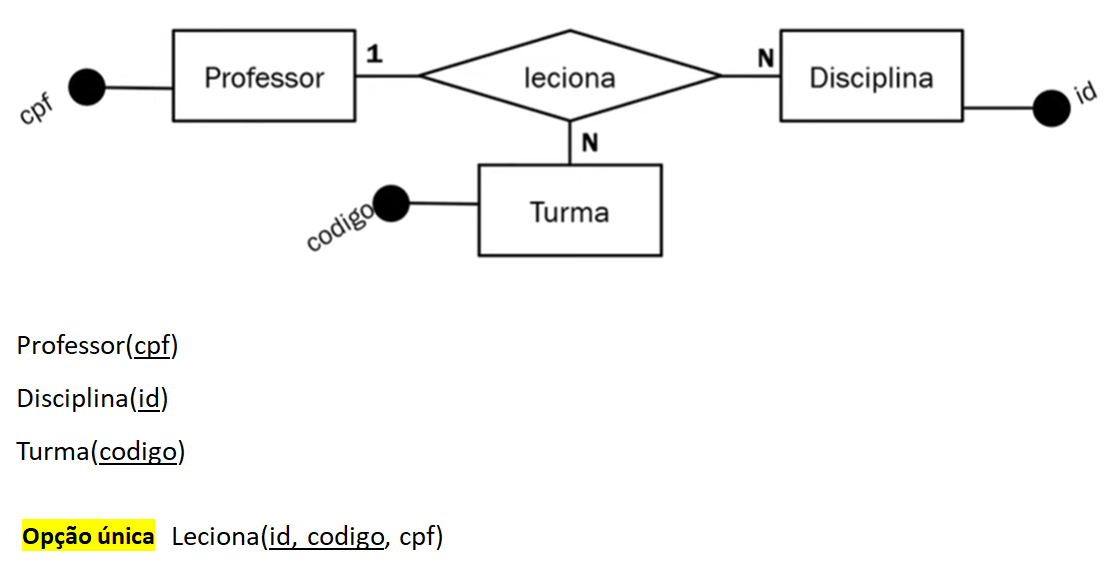 cpf
Professor
1
leciona
N
Disciplina
id
N
codigo
Turma
Professor(cpf)
Disciplina(id)
Turma(codigo)
Opção única Leciona(id, codigo, cpf)